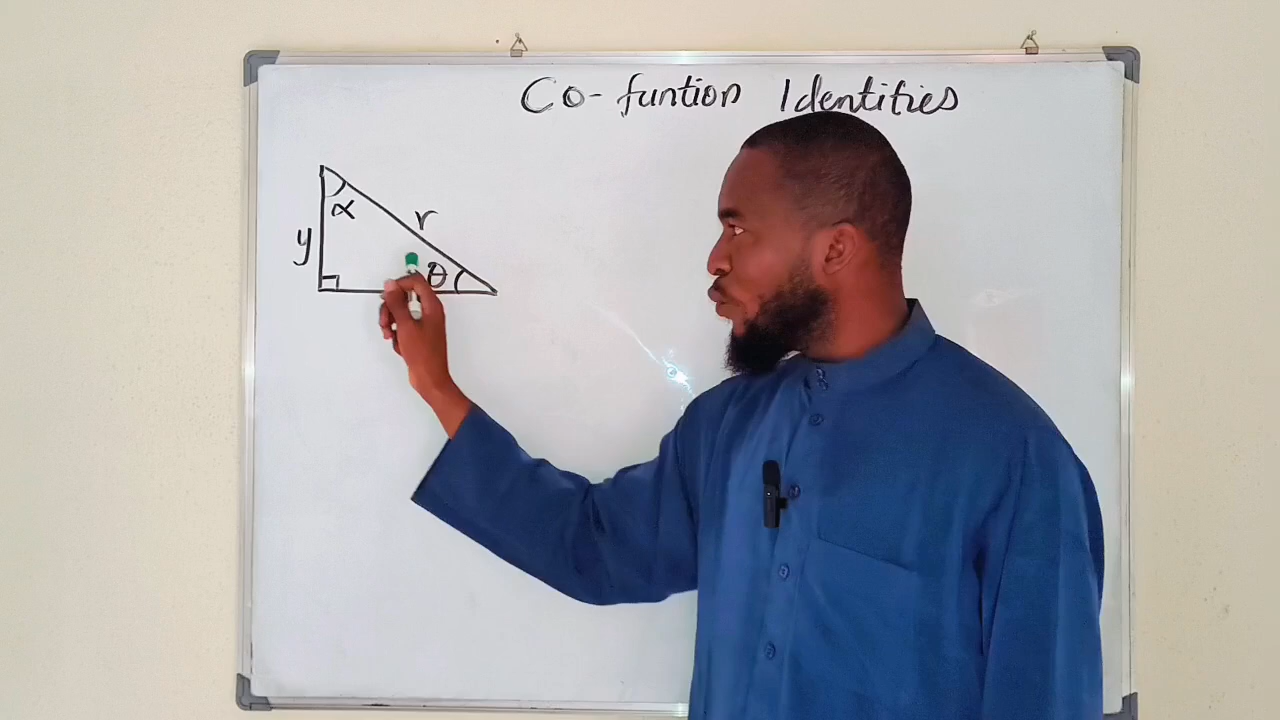 Co-funtion Identities
α
r
y
θ